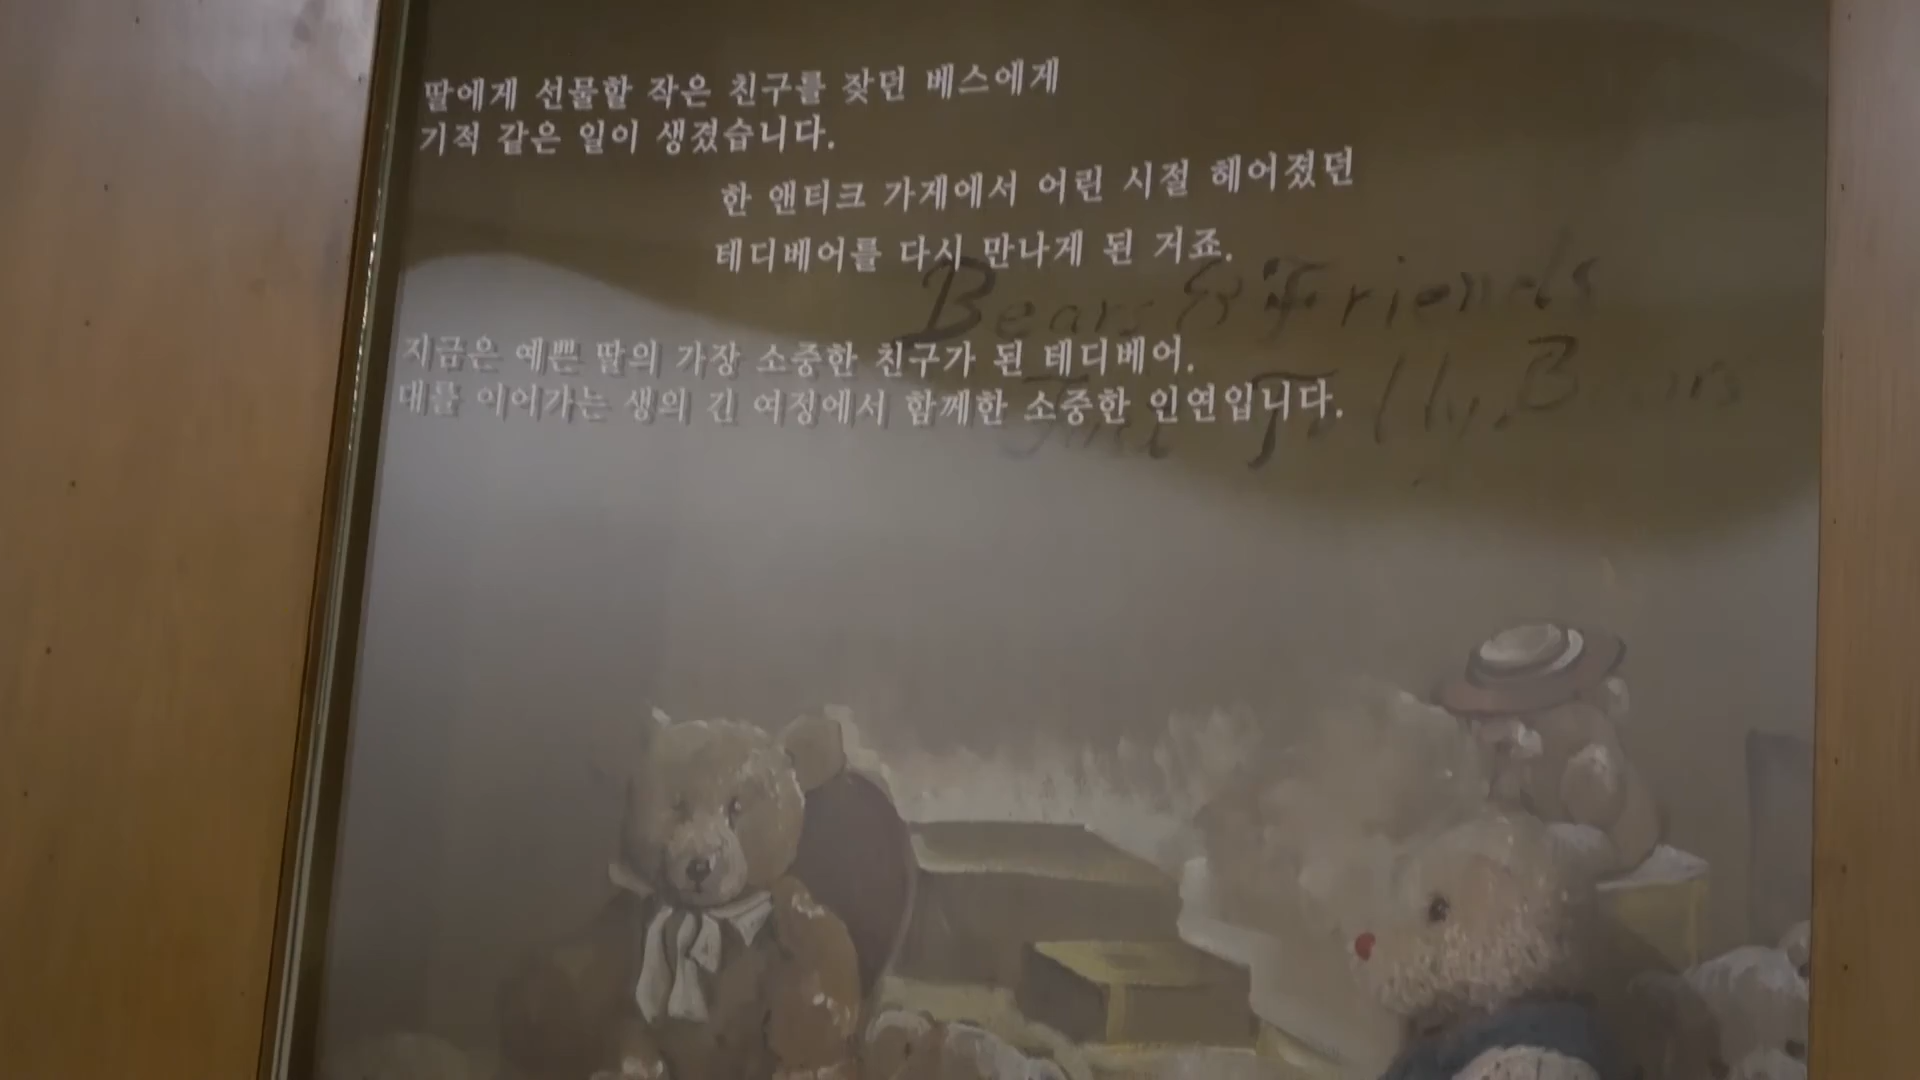 딸에게 선물할 작은 친구를 찾던 베스에게
기적 같은 일이 생겼습니다.
한 앤티크 가게에서 어린 시절 헤어졌던
테디베어를 다시 만나게 된 거죠.
Bears & Friends
지금은 예쁜 딸의 가장 소중한 친구가 된 테디베어.
대를 이어가는 생의 긴 여정에서 함께한 소중한 인연입니다.
Bears